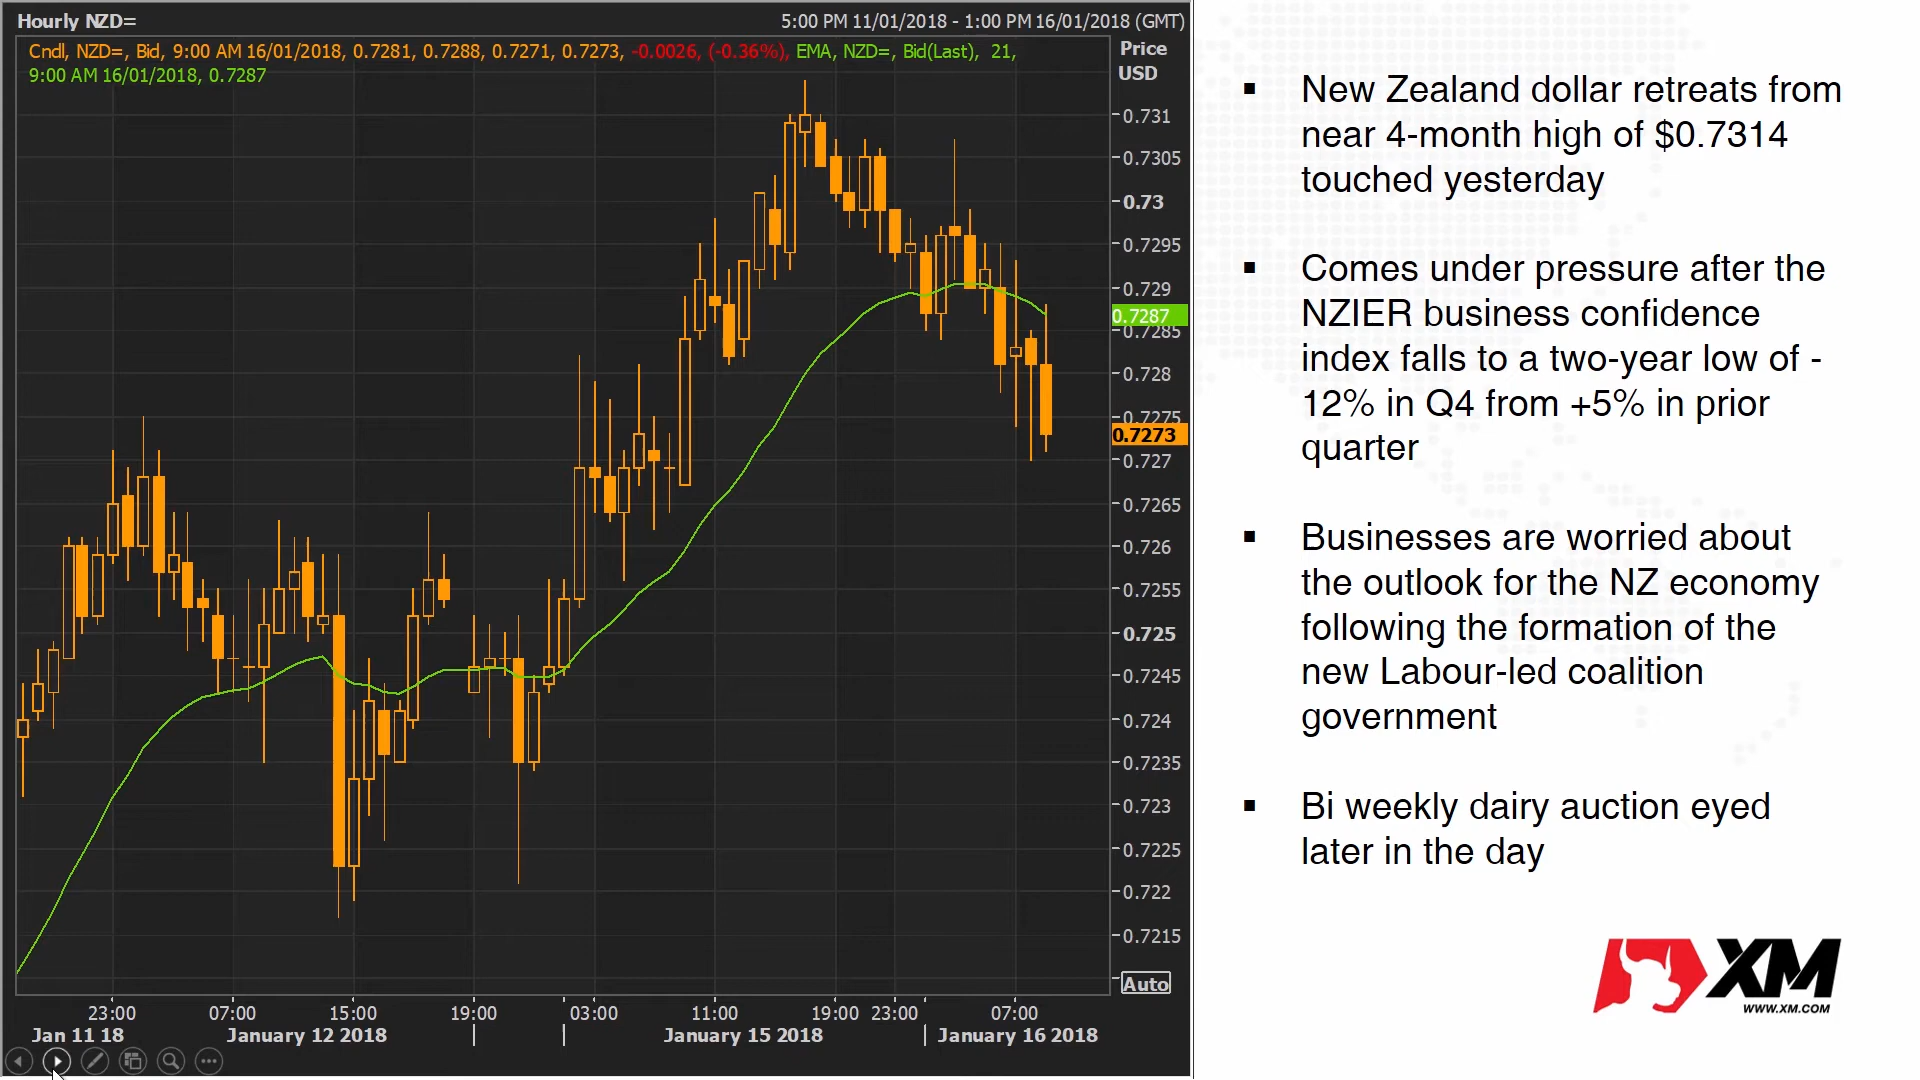 Hourly NZD=
5:00 PM 11/01/2018 - 1:00 PM 16/01/2018 (GMT)
Cndl, NZD=, Bid, 9:00 AM 16/01/2018, 0.7281, 0.7288, 0.7271, 0.7273, -0.0026, (-0.36%), EMA, NZD=, Bid(Last), 21,
9:00 AM 16/01/2018, 0.7287
Price
USD
0.731
0.7305
0.73
0.7295
0.729
0.7287
0.7285
0.728
0.7275
0.7273
0.727
0.7265
0.726
0.7255
0.725
0.7245
0.724
0.7235
0.723
0.7225
0.722
0.7215
Auto
23:00 07:00 15:00 19:00 03:00 11:00 19:00 23:00 07:00
Jan 11 18 January 12 2018 January 15 2018 January 16 2018
▪ New Zealand dollar retreats from
near 4-month high of $0.7314
touched yesterday
▪ Comes under pressure after the
NZIER business confidence
index falls to a two-year low of -
12% in Q4 from +5% in prior
quarter
▪ Businesses are worried about
the outlook for the NZ economy
following the formation of the
new Labour-led coalition
government
▪ Bi weekly dairy auction eyed
later in the day
XM
WWW.XM.COM